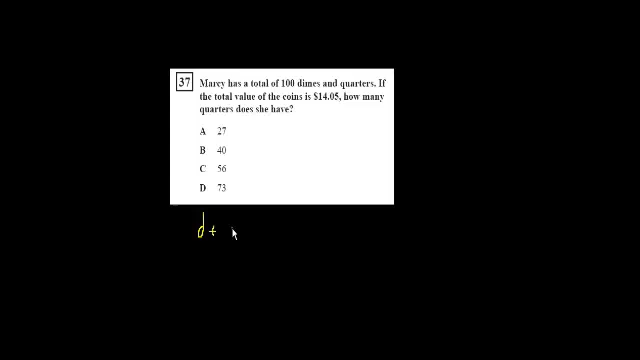 37 Marcy has a total of 100 dimes and quarters. If
the total value of the coins is $14.05, how many
quarters does she have?
A 27
B 40
C 56
D 73
d +